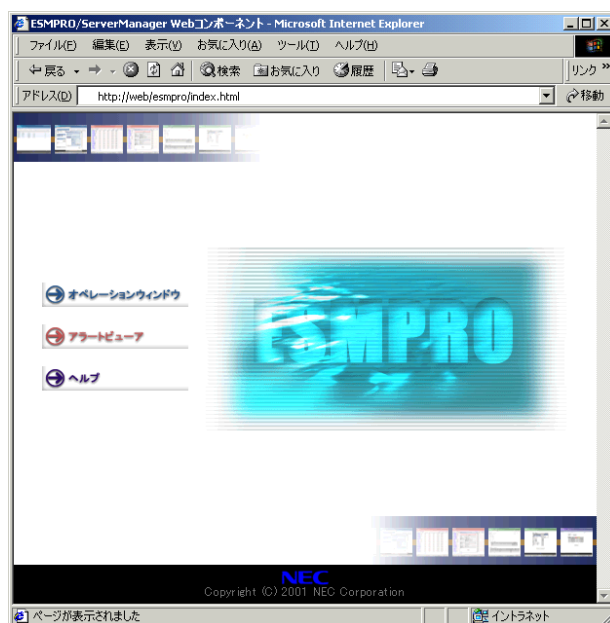 ESMPRO/ServerManager Webコンポーネント - Microsoft Internet Explorer
ファイル(F) 編集(E) 表示(V) お気に入り(A) ツール(T) ヘルプ(H)
戻る 検索 お気に入り 履歴 リンク »
アドレス(D) http://web/esmpro/index.html 移動
オペレーションウィンドウ
アラートビューア
ヘルプ
ESMPRO
NEC
Copyright (C) 2001 NEC Corporation
ページが表示されました イントラネット